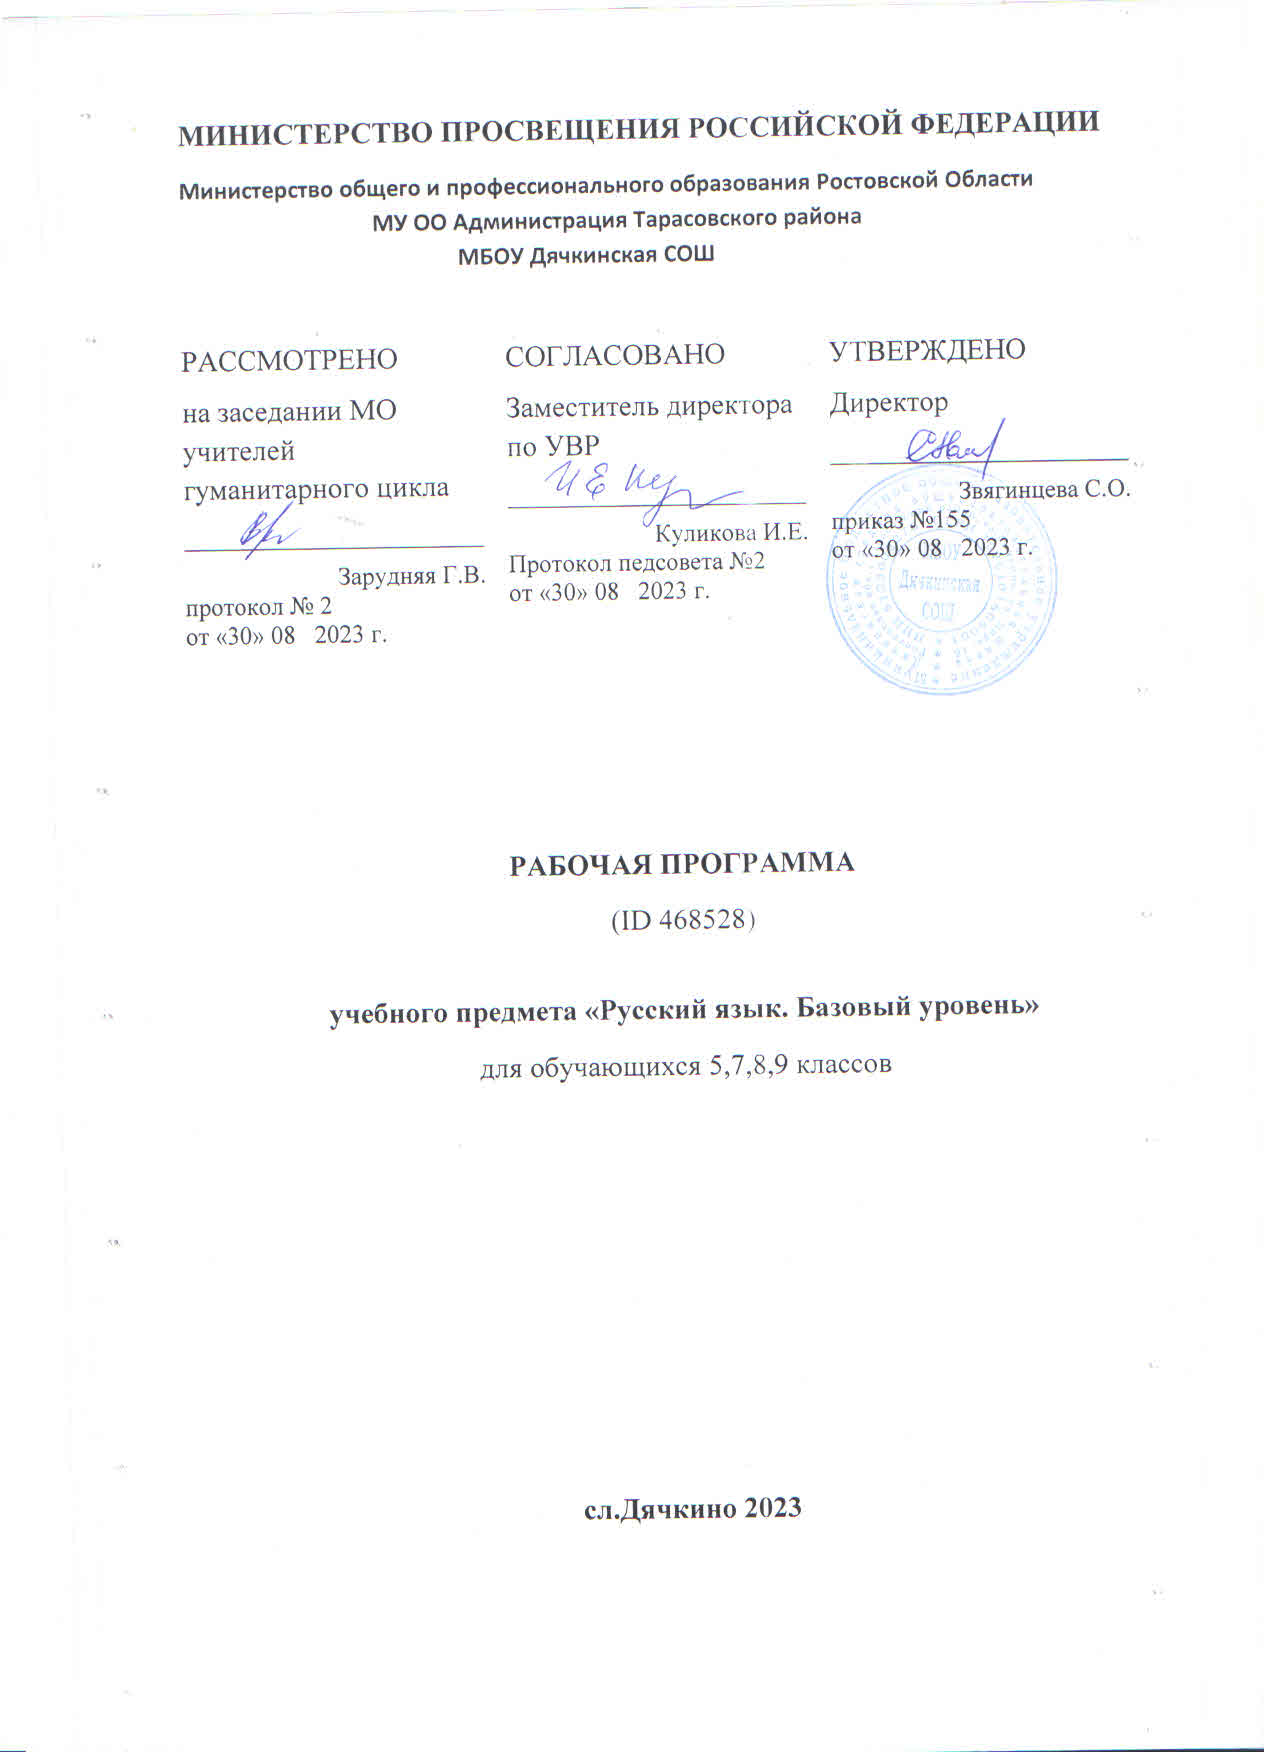 МИНИСТЕРСТВО ПРОСВЕЩЕНИЯ РОССИЙСКОЙ ФЕДЕРАЦИИ
Министерство общего и профессионального образования Ростовской Области
МУ ОО Администрация Тарасовского района
МБОУ Дячкинская СОШ
РАССМОТРЕНО
на заседании МО
учителей
гуманитарного цикла
Зарудняя Г.В.
протокол № 2
от «30» 08 2023 г.
СОГЛАСОВАНО
Заместитель директора
по УВР
Куликова И.Е.
Протокол педсовета №2
от «30» 08 2023 г.
УТВЕРЖДЕНО
Директор
Звягинцева С.О.
приказ №155
от «30» 08 2023 г.
Дячкинская
СОШ
РАБОЧАЯ ПРОГРАММА
(ID 468528)
учебного предмета «Русский язык. Базовый уровень»
для обучающихся 5,7,8,9 классов
сл.Дячкино 2023